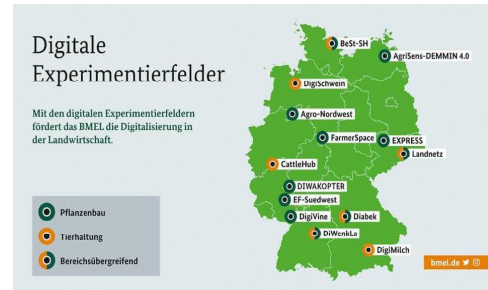 Digitale
Experimentierfelder
Mit den digitalen Experimentierfeldern
fördert das BMEL die Digitalisierung in
der Landwirtschaft.
Pflanzenbau
Tierhaltung
Bereichsübergreifend
BeSt-SH
AgriSens-DEMMIN 4.0
DigiSchwein
Agro-Nordwest
FarmerSpace
EXPRESS
Landnetz
CattleHub
DIWAKOPTER
EF-Suedwest
DigiVine
Diabek
DiWenkLa
DigiMilch
bmel.de